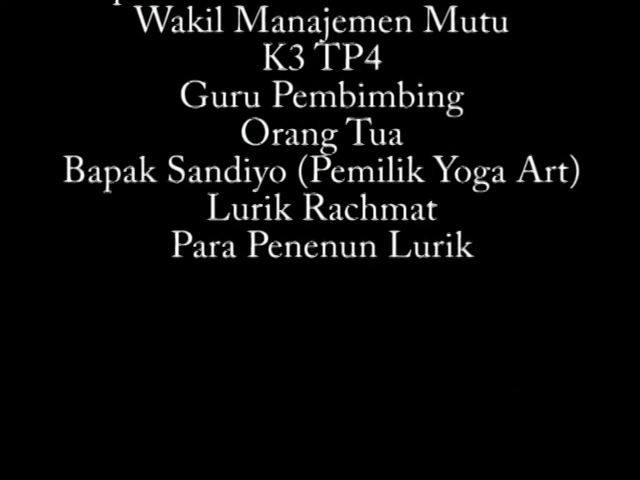 Wakil Manajemen Mutu
K3 TP4
Guru Pembimbing
Orang Tua
Bapak Sandiyo (Pemilik Yoga Art)
Lurik Rachmat
Para Penenun Lurik